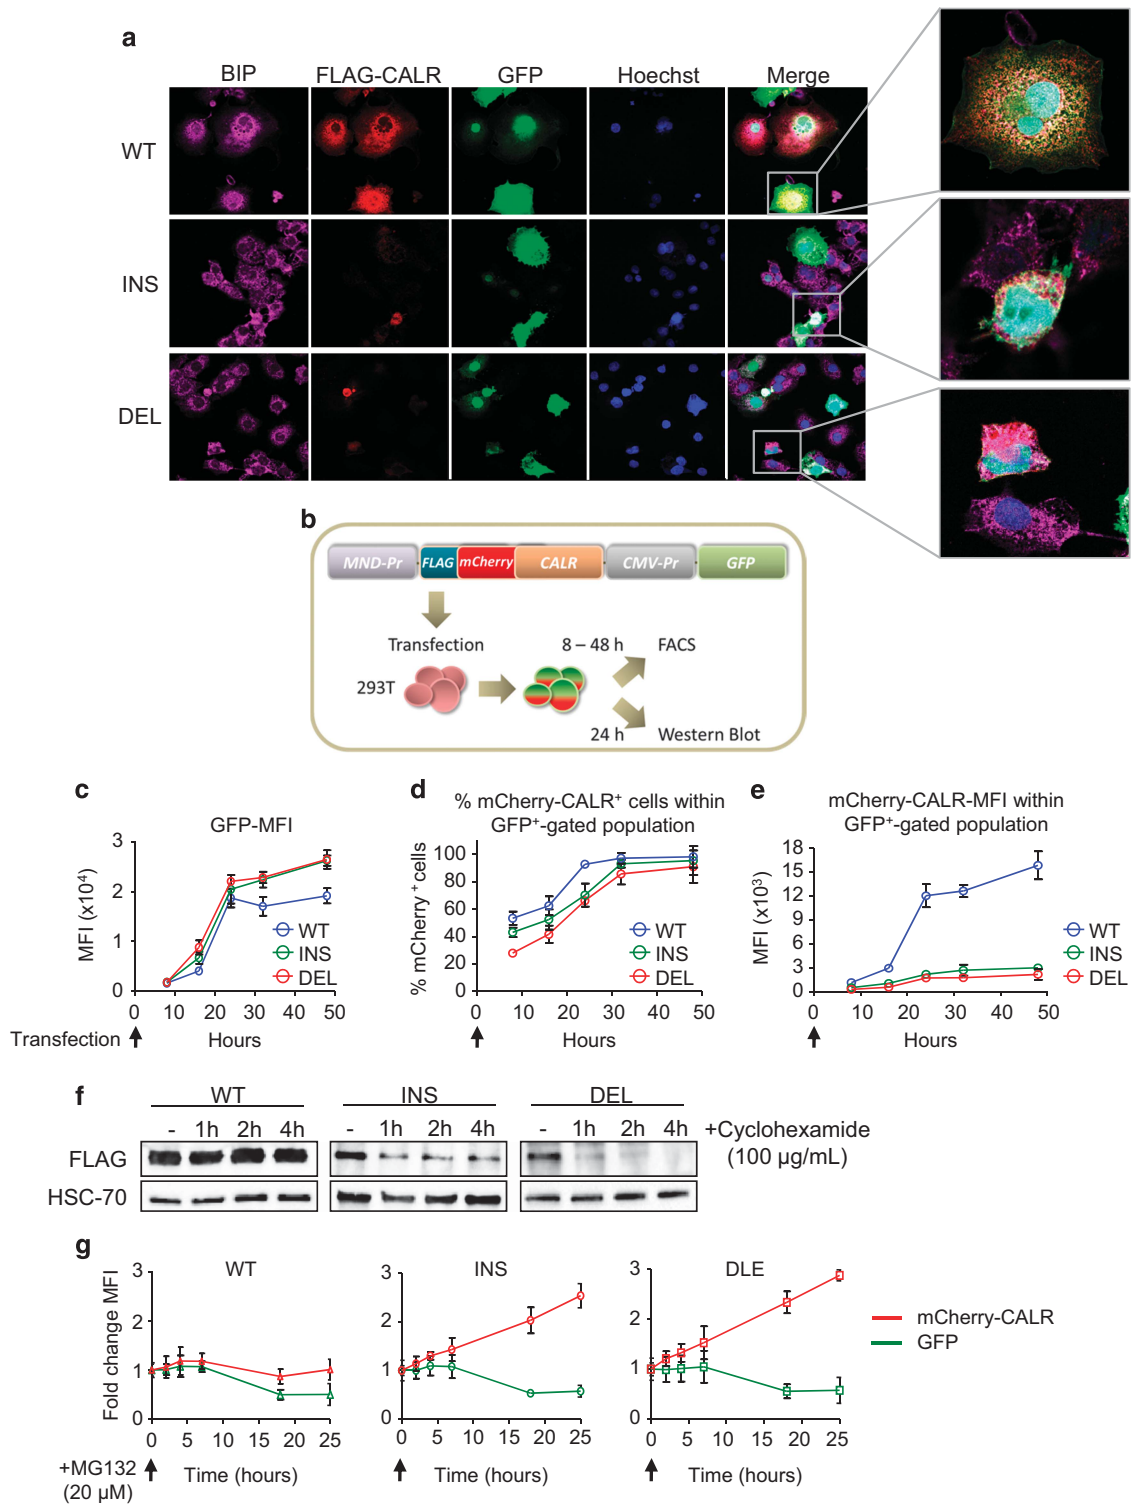 a
BIP FLAG-CALR GFP Hoechst Merge
WT
INS
DEL
b
MND-Pr FLAG mCherry CALR CMV-Pr GFP
Transfection 8 – 48 h FACS
293T
24 h Western Blot
c
GFP-MFI
MFI (x10⁴)
3
2
1
0
WT
INS
DEL
0 10 20 30 40 50
Transfection Hours
d
% mCherry-CALR⁺ cells within
GFP⁺-gated population
% mCherry⁺cells
100
80
60
40
20
0
WT
INS
DEL
0 10 20 30 40 50
Hours
e
mCherry-CALR-MFI within
GFP⁺-gated population
MFI (x10³)
18
15
12
9
6
3
0
WT
INS
DEL
0 10 20 30 40 50
Hours
f
WT INS DEL
- 1h 2h 4h - 1h 2h 4h - 1h 2h 4h +Cyclohexamide
(100 µg/mL)
FLAG
HSC-70
g
Fold change MFI
WT
3
2
1
0
0 5 10 15 20 25
+MG132
(20 µM)
Time (hours)
INS
3
2
1
0
0 5 10 15 20 25
Time (hours)
DLE
3
2
1
0
0 5 10 15 20 25
Time (hours)
mCherry-CALR
GFP